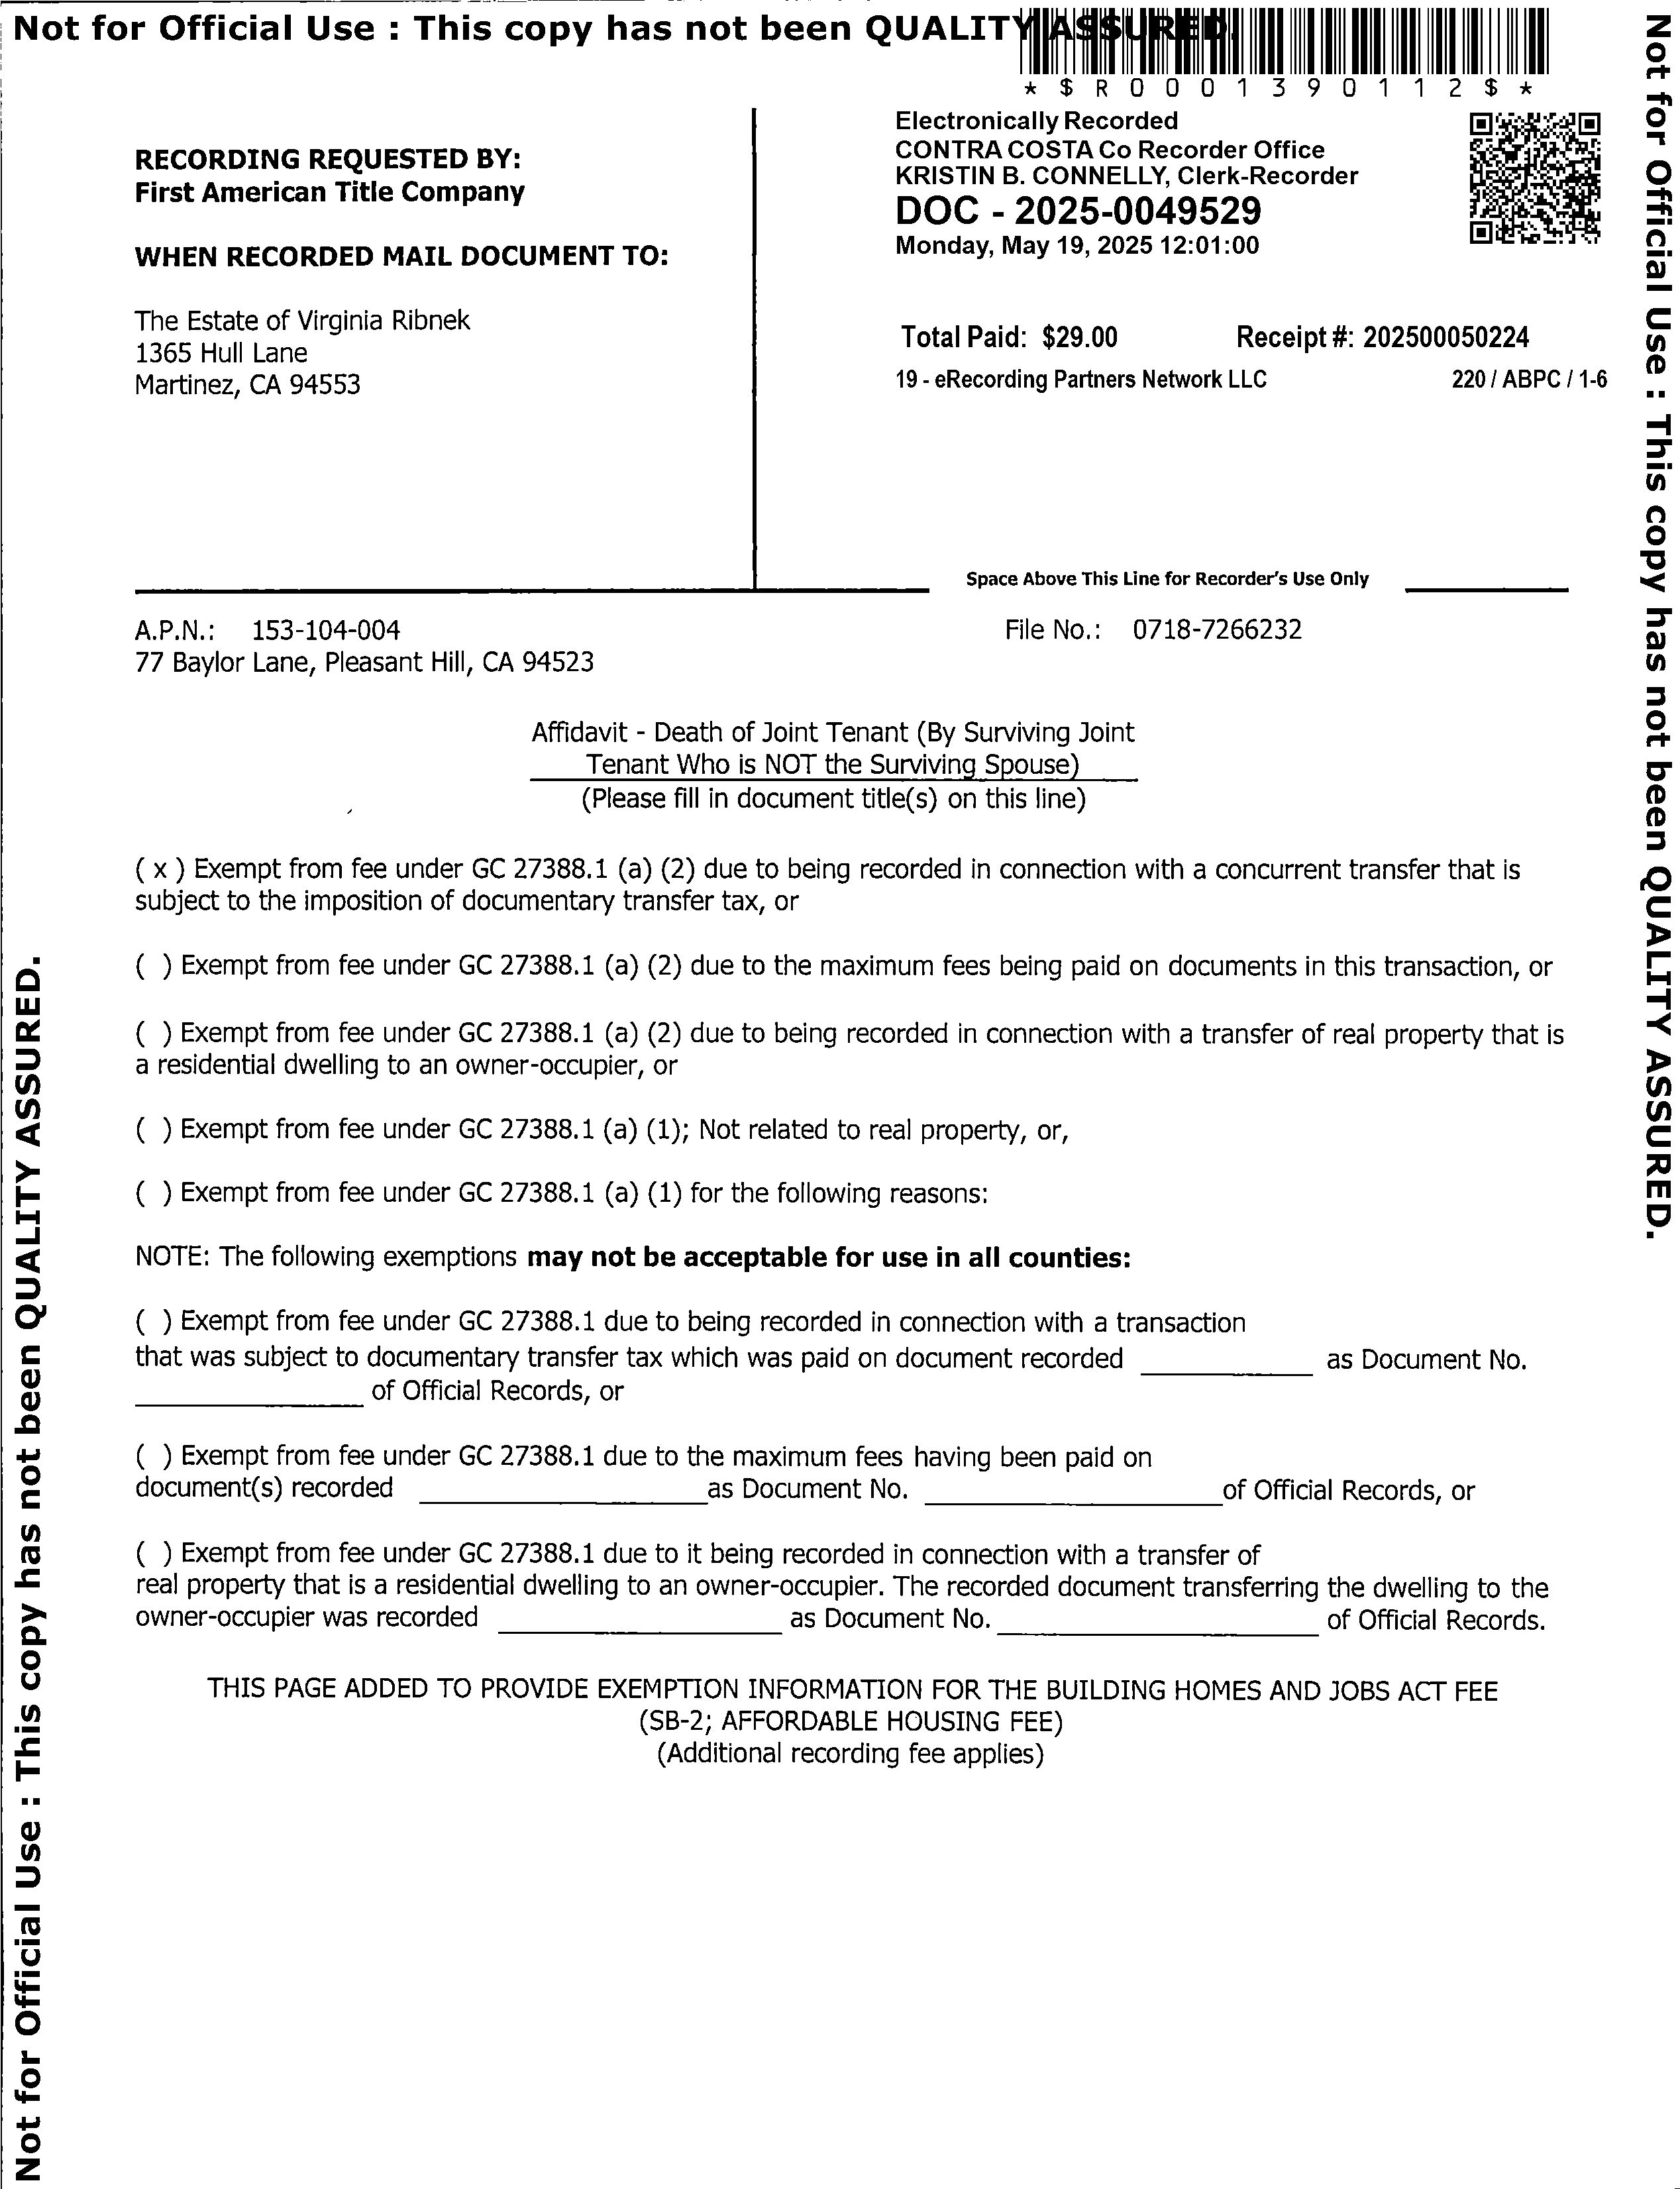 Not for Official Use : This copy has not been QUALITY ASSURED.
* $ R 0 0 0 1 3 9 0 1 1 2 $ *
RECORDING REQUESTED BY:
First American Title Company
WHEN RECORDED MAIL DOCUMENT TO:
The Estate of Virginia Ribnek
1365 Hull Lane
Martinez, CA 94553
Electronically Recorded
CONTRA COSTA Co Recorder Office
KRISTIN B. CONNELLY, Clerk-Recorder
DOC - 2025-0049529
Monday, May 19, 2025 12:01:00
Total Paid: $29.00 Receipt #: 202500050224
19 - eRecording Partners Network LLC 220 / ABPC / 1-6
Space Above This Line for Recorder's Use Only
A.P.N.: 153-104-004 File No.: 0718-7266232
77 Baylor Lane, Pleasant Hill, CA 94523
Affidavit - Death of Joint Tenant (By Surviving Joint
Tenant Who is NOT the Surviving Spouse)
(Please fill in document title(s) on this line)
( x ) Exempt from fee under GC 27388.1 (a) (2) due to being recorded in connection with a concurrent transfer that is
subject to the imposition of documentary transfer tax, or
( ) Exempt from fee under GC 27388.1 (a) (2) due to the maximum fees being paid on documents in this transaction, or
( ) Exempt from fee under GC 27388.1 (a) (2) due to being recorded in connection with a transfer of real property that is
a residential dwelling to an owner-occupier, or
( ) Exempt from fee under GC 27388.1 (a) (1); Not related to real property, or,
( ) Exempt from fee under GC 27388.1 (a) (1) for the following reasons:
NOTE: The following exemptions may not be acceptable for use in all counties:
( ) Exempt from fee under GC 27388.1 due to being recorded in connection with a transaction
that was subject to documentary transfer tax which was paid on document recorded ____________ as Document No.
________________ of Official Records, or
( ) Exempt from fee under GC 27388.1 due to the maximum fees having been paid on
document(s) recorded ____________________ as Document No. ____________________ of Official Records, or
( ) Exempt from fee under GC 27388.1 due to it being recorded in connection with a transfer of
real property that is a residential dwelling to an owner-occupier. The recorded document transferring the dwelling to the
owner-occupier was recorded ____________________ as Document No. ______________________ of Official Records.
THIS PAGE ADDED TO PROVIDE EXEMPTION INFORMATION FOR THE BUILDING HOMES AND JOBS ACT FEE
(SB-2; AFFORDABLE HOUSING FEE)
(Additional recording fee applies)
Not for Official Use : This copy has not been QUALITY ASSURED.
Not for Official Use : This copy has not been QUALITY ASSURED.